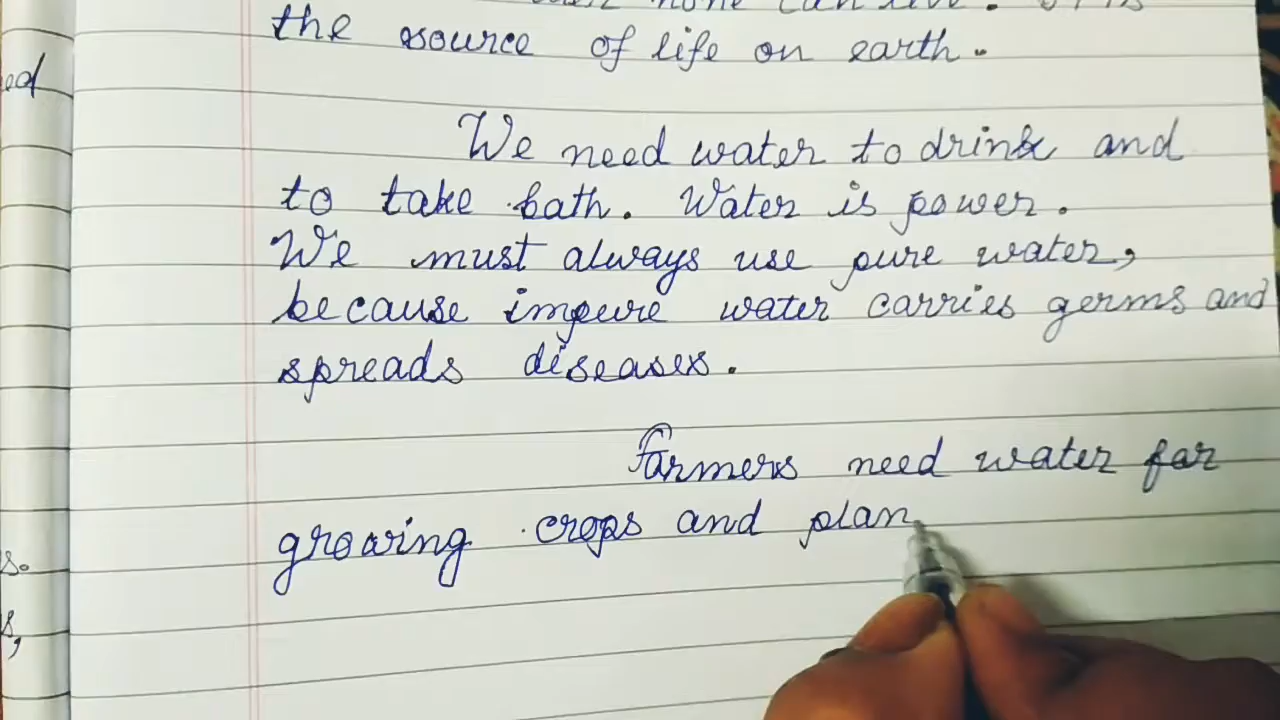 the source of life on earth.
We need water to drink and
to take bath. Water is power.
We must always use pure water,
because impure water carries germs and
spreads diseases.
Farmers need water for
growing crops and plan